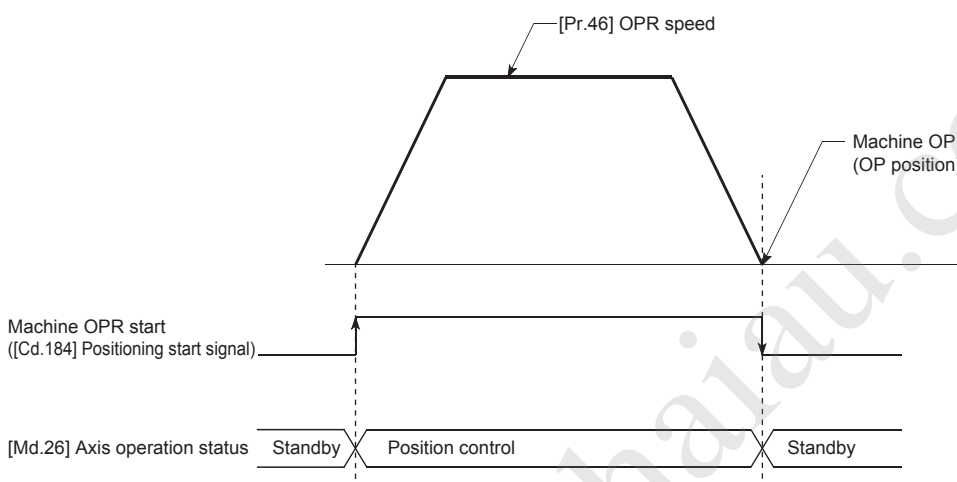 [Pr.46] OPR speed
Machine OP
(OP position
Machine OPR start
([Cd.184] Positioning start signal)
[Md.26] Axis operation status
Standby
Position control
Standby
haiau.c